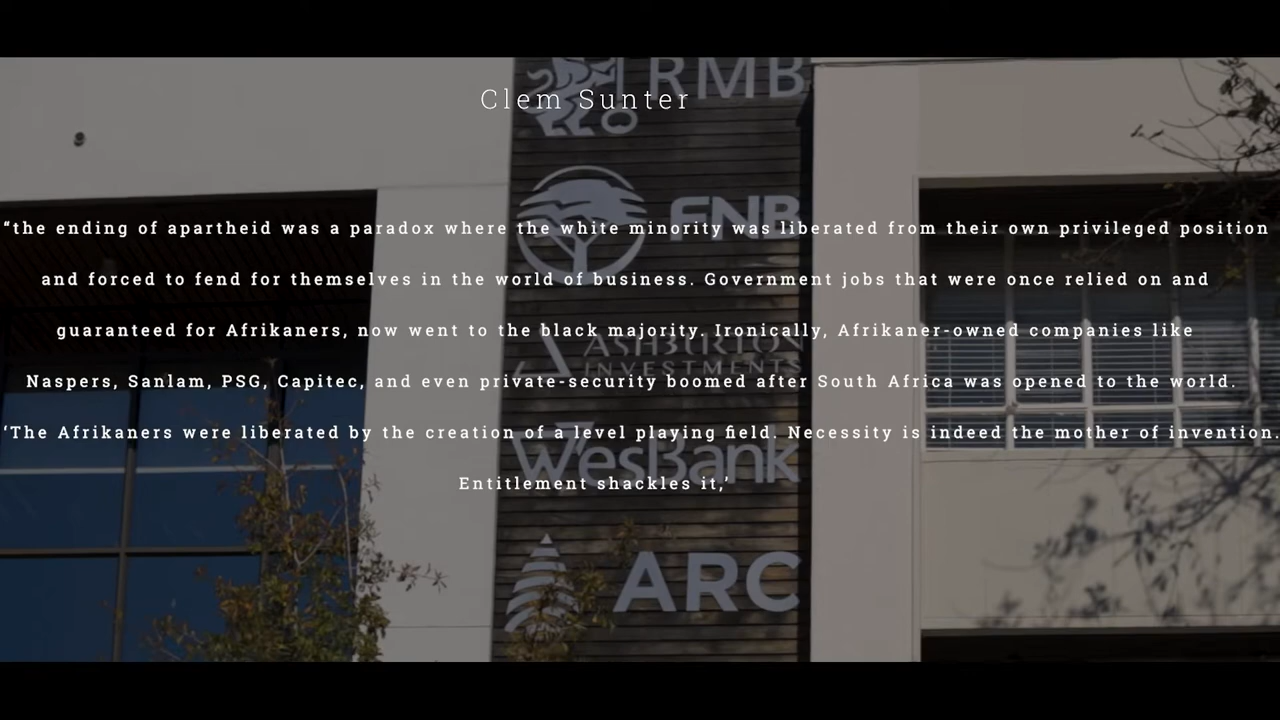 RMB
Clem Sunter
FNB
“the ending of apartheid was a paradox where the white minority was liberated from their own privileged position
and forced to fend for themselves in the world of business. Government jobs that were once relied on and
guaranteed for Afrikaners, now went to the black majority. Ironically, Afrikaner-owned companies like
ASHBURTON
INVESTMENTS
Naspers, Sanlam, PSG, Capitec, and even private-security boomed after South Africa was opened to the world.
‘The Afrikaners were liberated by the creation of a level playing field. Necessity is indeed the mother of invention.
WesBank
Entitlement shackles it,’
ARC